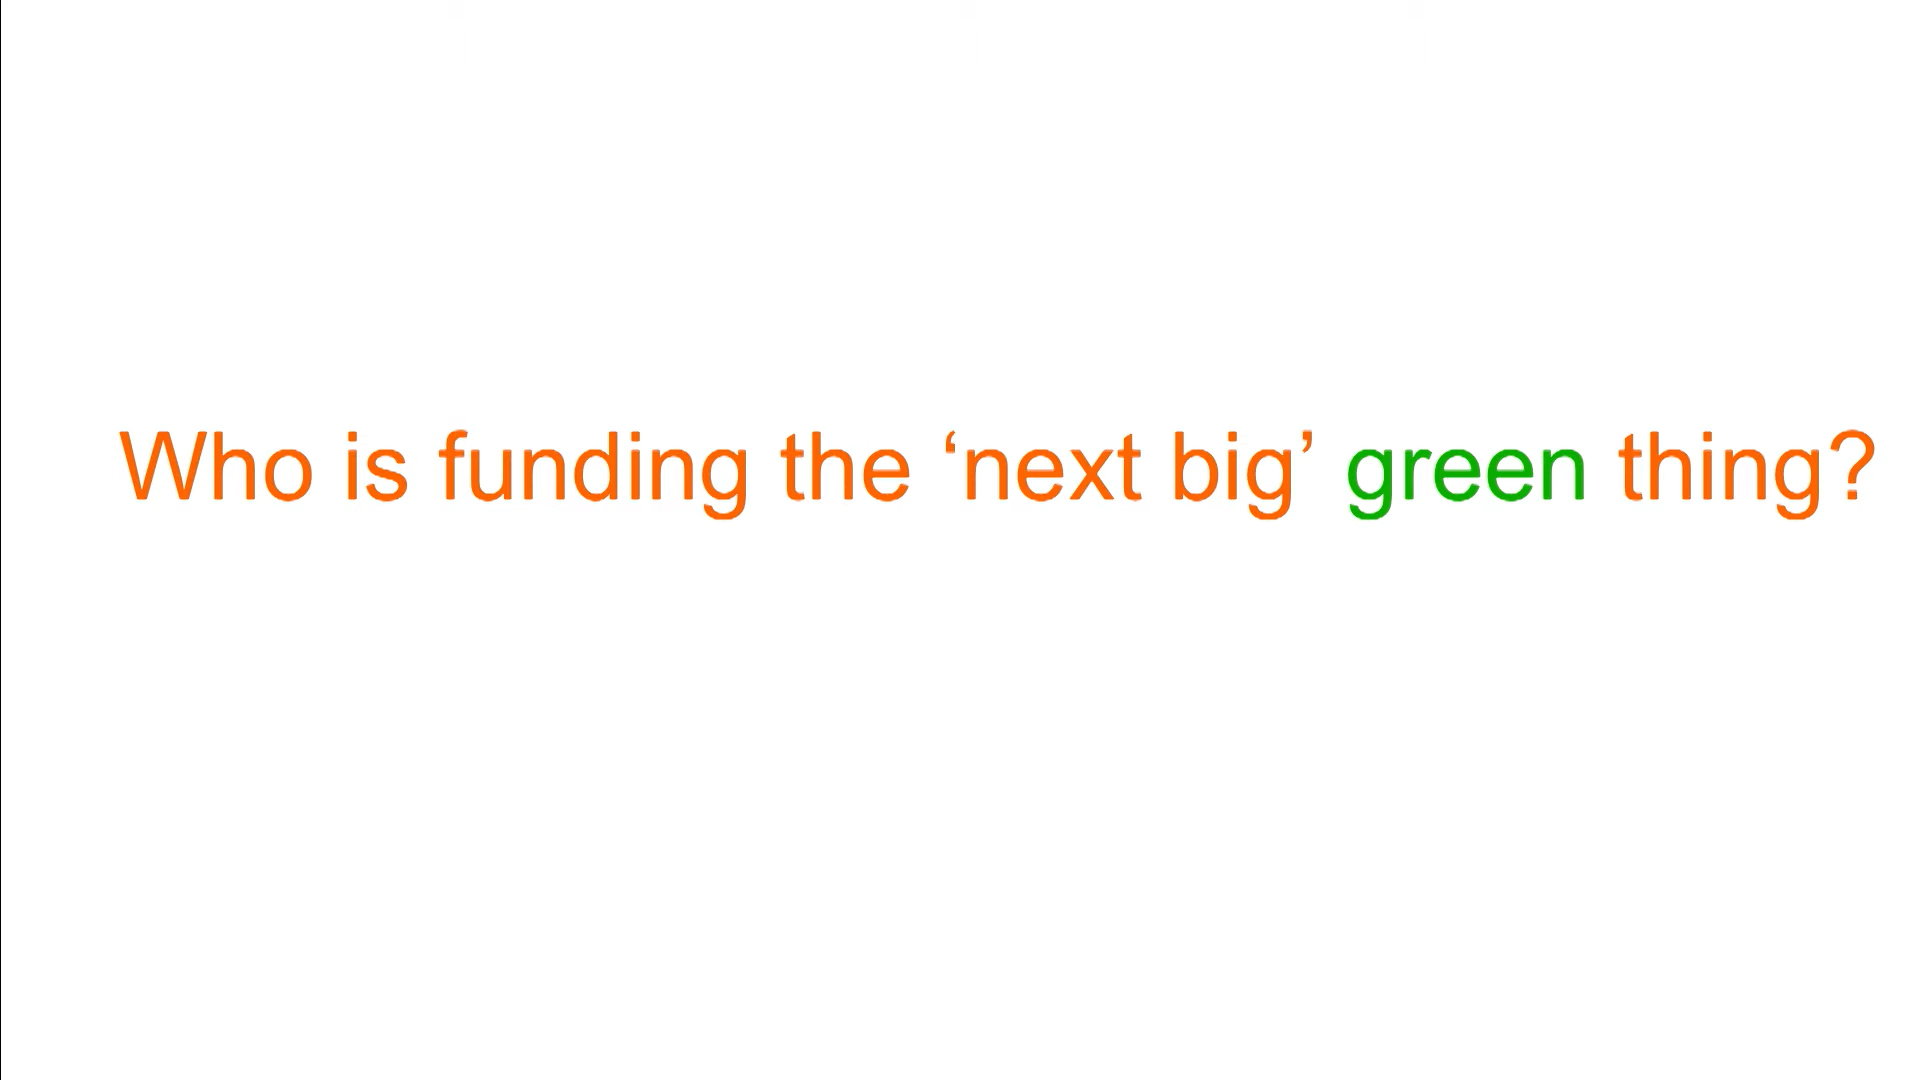 Who is funding the ‘next big’ green thing?